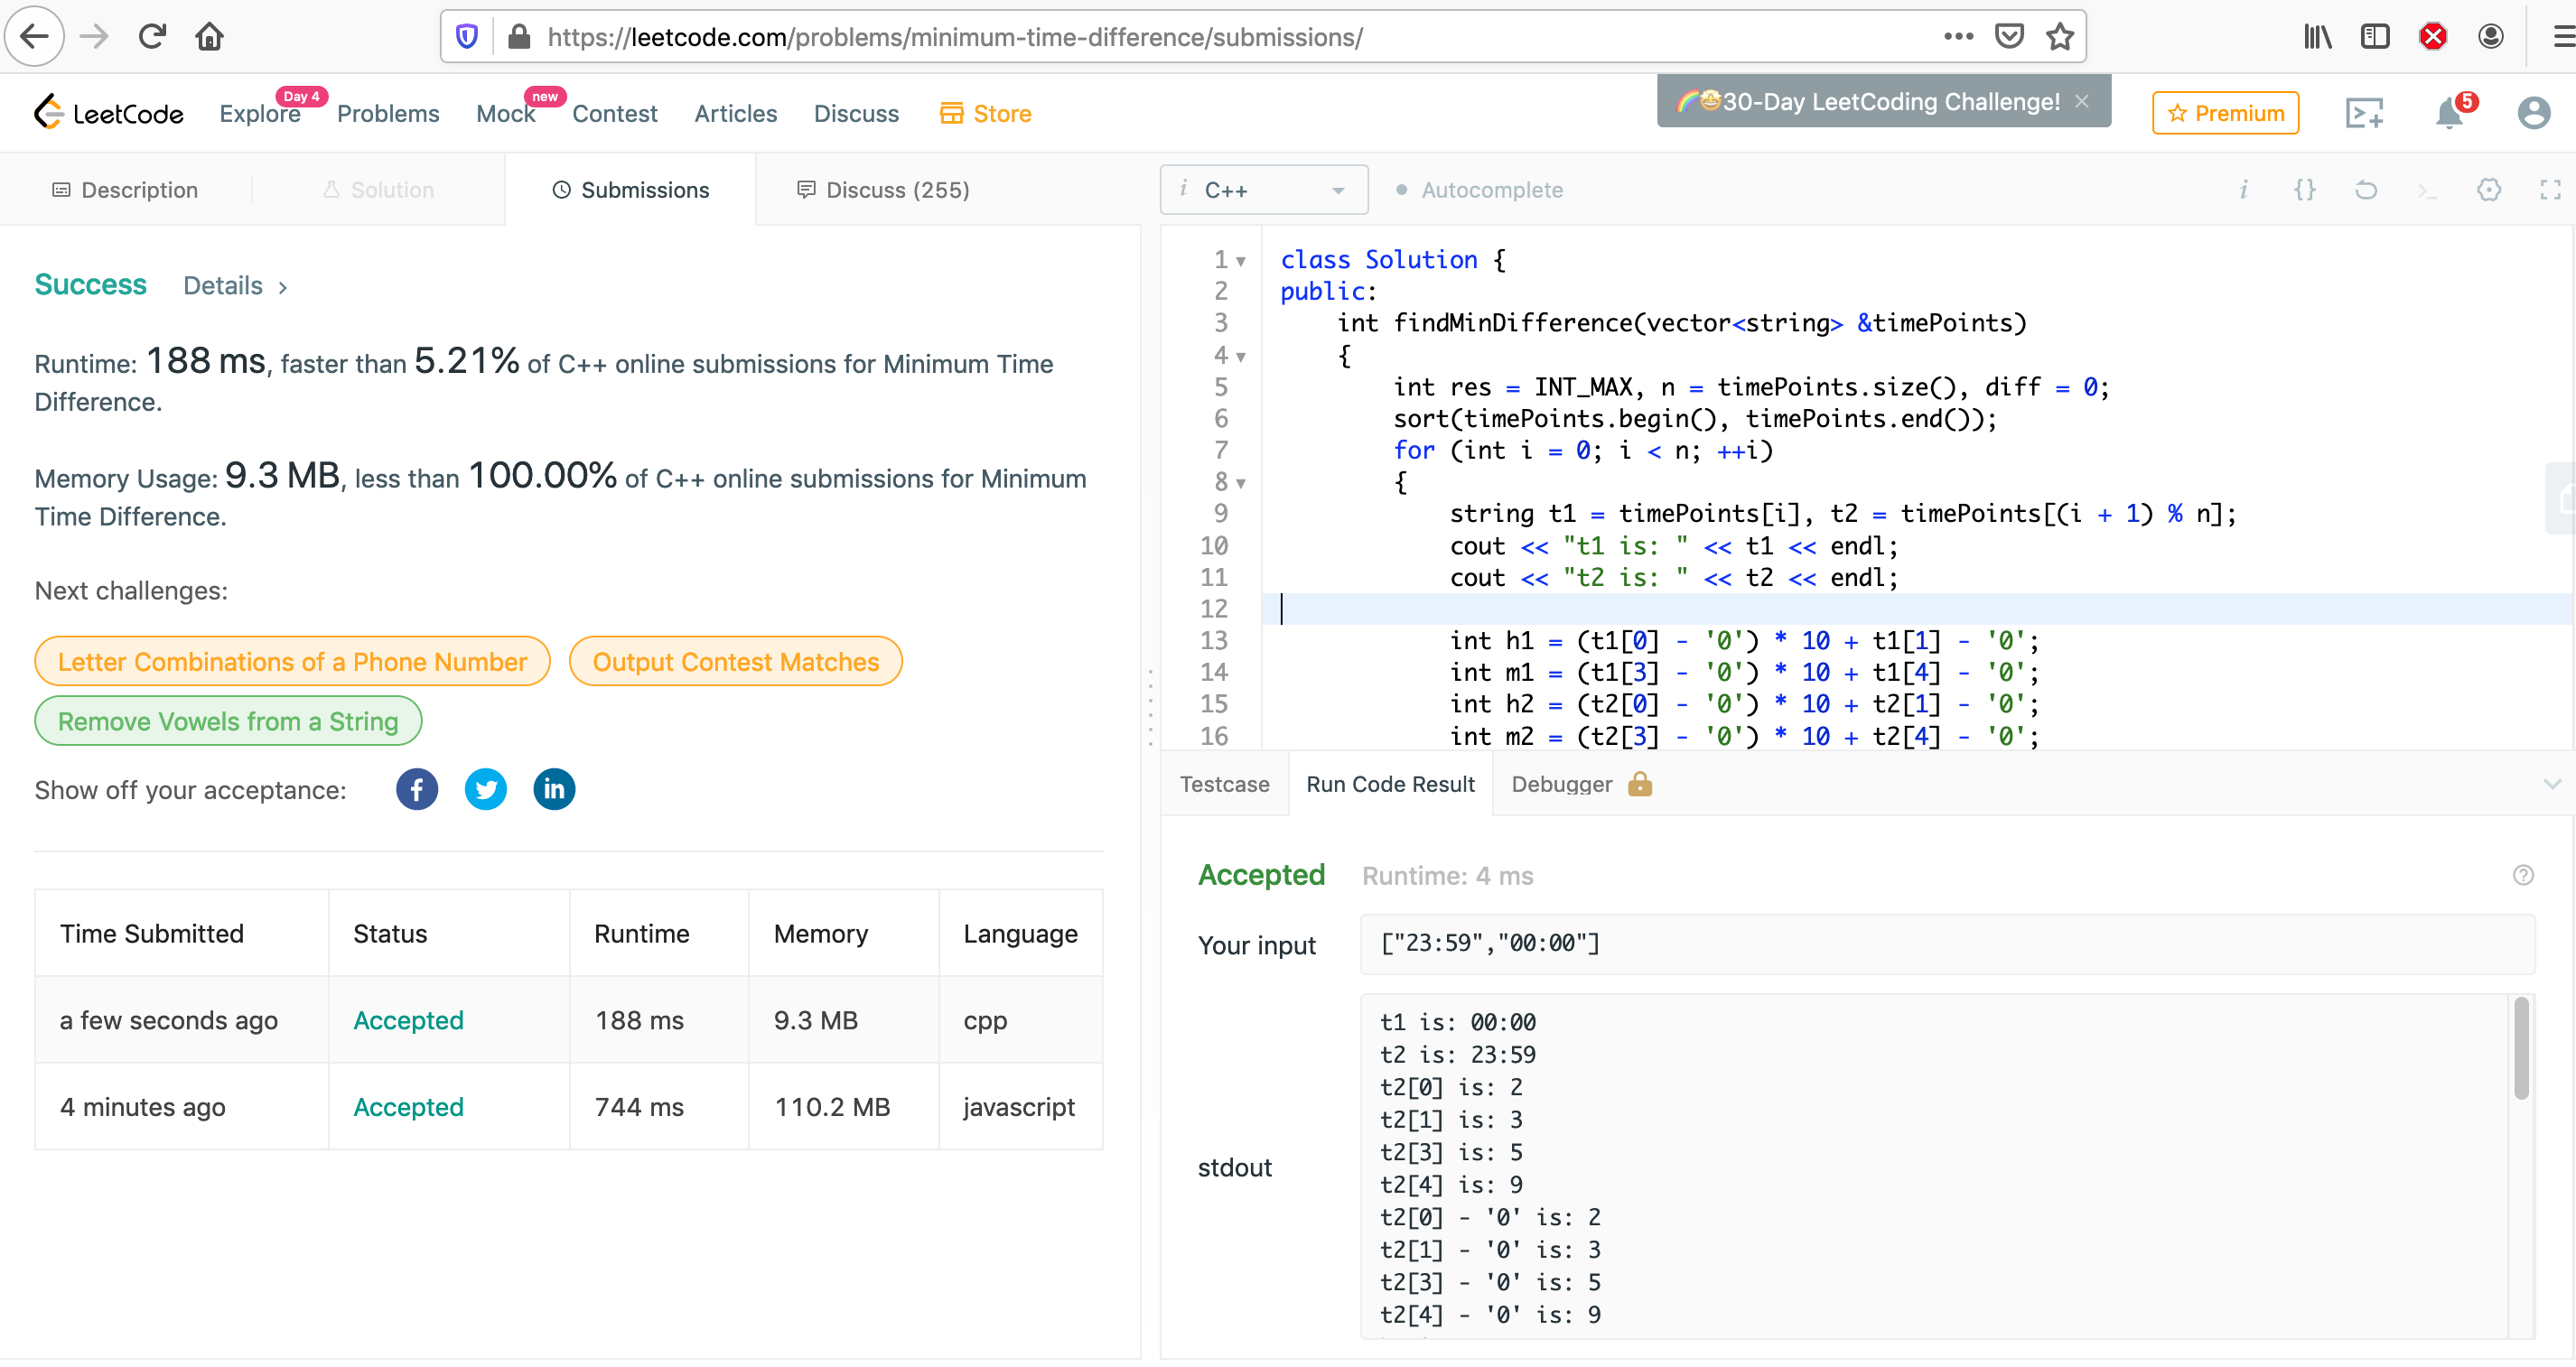 https://leetcode.com/problems/minimum-time-difference/submissions/
LeetCode
Explore
Day 4
Problems
Mock
new
Contest
Articles
Discuss
Store
30-Day LeetCoding Challenge!
Premium
5
Description
Solution
Submissions
Discuss (255)
Success
Details
Runtime: 188 ms, faster than 5.21% of C++ online submissions for Minimum Time
Difference.
Memory Usage: 9.3 MB, less than 100.00% of C++ online submissions for Minimum
Time Difference.
Next challenges:
Letter Combinations of a Phone Number
Output Contest Matches
Remove Vowels from a String
Show off your acceptance:
Time Submitted Status Runtime Memory Language
a few seconds ago Accepted 188 ms 9.3 MB cpp
4 minutes ago Accepted 744 ms 110.2 MB javascript
i C++
Autocomplete
1 class Solution {
2 public:
3 int findMinDifference(vector<string> &timePoints)
4 {
5 int res = INT_MAX, n = timePoints.size(), diff = 0;
6 sort(timePoints.begin(), timePoints.end());
7 for (int i = 0; i < n; ++i)
8 {
9 string t1 = timePoints[i], t2 = timePoints[(i + 1) % n];
10 cout << "t1 is: " << t1 << endl;
11 cout << "t2 is: " << t2 << endl;
12
13 int h1 = (t1[0] - '0') * 10 + t1[1] - '0';
14 int m1 = (t1[3] - '0') * 10 + t1[4] - '0';
15 int h2 = (t2[0] - '0') * 10 + t2[1] - '0';
16 int m2 = (t2[3] - '0') * 10 + t2[4] - '0';
Testcase
Run Code Result
Debugger
Accepted
Runtime: 4 ms
Your input
["23:59","00:00"]
stdout
t1 is: 00:00
t2 is: 23:59
t2[0] is: 2
t2[1] is: 3
t2[3] is: 5
t2[4] is: 9
t2[0] - '0' is: 2
t2[1] - '0' is: 3
t2[3] - '0' is: 5
t2[4] - '0' is: 9